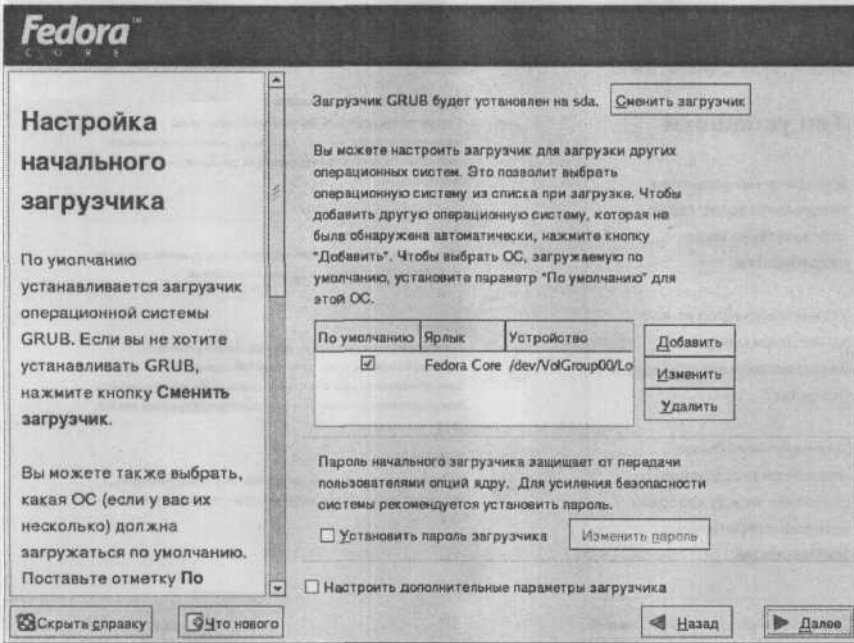 Fedora™
CORE
Настройка
начального
загрузчика
По умолчанию
устанавливается загрузчик
операционной системы
GRUB. Если вы не хотите
устанавливать GRUB,
нажмите кнопку Сменить
загрузчик.
Вы можете также выбрать,
какая ОС (если у вас их
несколько) должна
загружаться по умолчанию.
Поставьте отметку По
Загрузчик GRUB будет установлен на sda. Сменить загрузчик
Вы можете настроить загрузчик для загрузки других
операционных систем. Это позволит выбрать
операционную систему из списка при загрузке. Чтобы
добавить другую операционную систему, которая не
была обнаружена автоматически, нажмите кнопку
"Добавить". Чтобы выбрать ОС, загружаемую по
умолчанию, установите параметр "По умолчанию" для
этой ОС.
По умолчанию Ярлык Устройство
Fedora Core /dev/VolGroup00/Lo
Добавить
Изменить
Удалить
Пароль начального загрузчика защищает от передачи
пользователями опций ядру. Для усиления безопасности
системы рекомендуется установить пароль.
Установить пароль загрузчика Изменить пароль
Настроить дополнительные параметры загрузчика
Скрыть справку Что нового Назад Далее